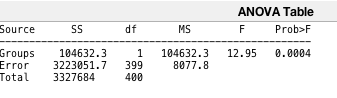 ANOVA Table
Source SS df MS F Prob>F
Groups 104632.3 1 104632.3 12.95 0.0004
Error 3223051.7 399 8077.8
Total 3327684 400